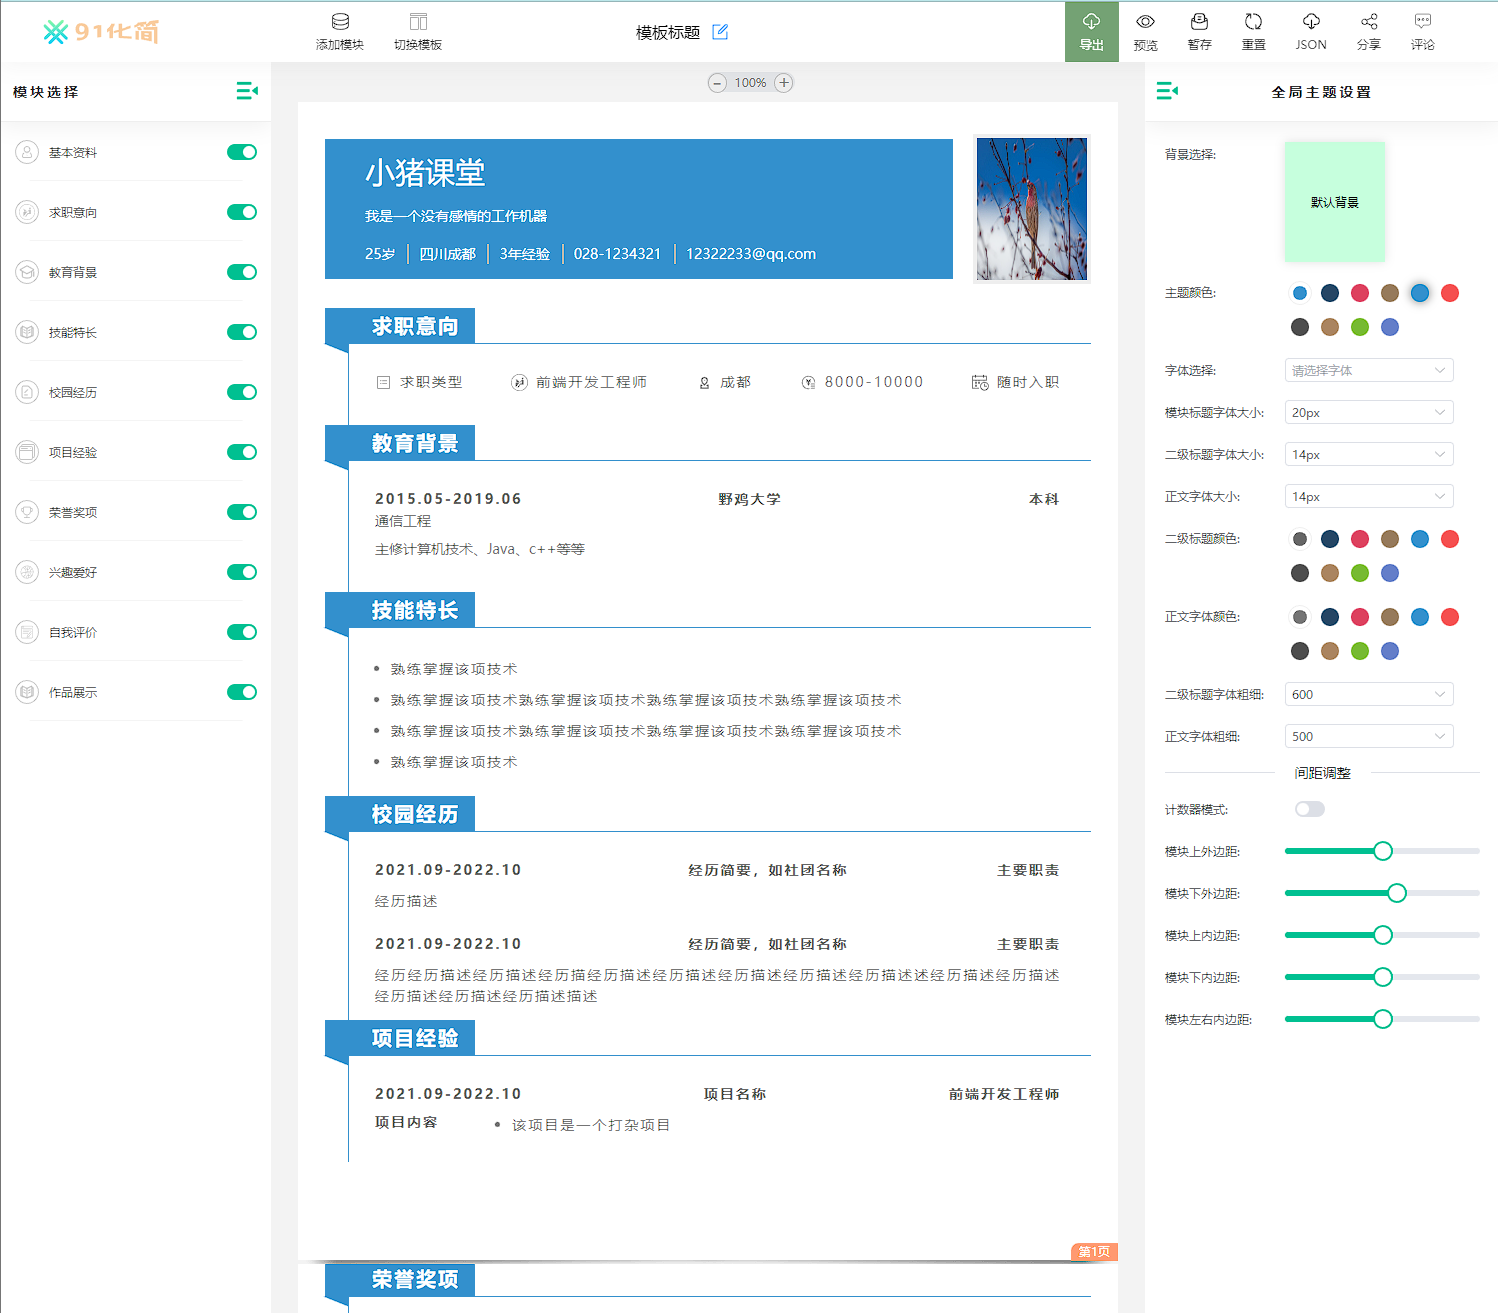 91化简
添加模块
切换模板
模板标题
导出
预览
暂存
重置
JSON
分享
评论
模块选择
基本资料
求职意向
教育背景
技能特长
校园经历
项目经验
荣誉奖项
兴趣爱好
自我评价
作品展示
100%
小猪课堂
我是一个没有感情的工作机器
25岁 四川成都 3年经验 028-1234321 12322233@qq.com
求职意向
求职类型 前端开发工程师 成都 8000-10000 随时入职
教育背景
2015.05-2019.06 野鸡大学 本科
通信工程
主修计算机技术、Java、c++等等
技能特长
• 熟练掌握该项技术
• 熟练掌握该项技术熟练掌握该项技术熟练掌握该项技术熟练掌握该项技术
• 熟练掌握该项技术熟练掌握该项技术熟练掌握该项技术熟练掌握该项技术
• 熟练掌握该项技术
校园经历
2021.09-2022.10 经历简要，如社团名称 主要职责
经历描述
2021.09-2022.10 经历简要，如社团名称 主要职责
经历经历描述经历描述经历描经历描述经历描述经历描述经历描述经历描述述经历描述经历描述
经历描述经历描述经历描述描述
项目经验
2021.09-2022.10 项目名称 前端开发工程师
项目内容 • 该项目是一个打杂项目
第1页
荣誉奖项
全局主题设置
背景选择:
默认背景
主题颜色:
字体选择: 请选择字体
模块标题字体大小: 20px
二级标题字体大小: 14px
正文字体大小: 14px
二级标题颜色:
正文字体颜色:
二级标题字体粗细: 600
正文字体粗细: 500
间距调整
计数器模式:
模块上外边距:
模块下外边距:
模块上内边距:
模块下内边距:
模块左右内边距: